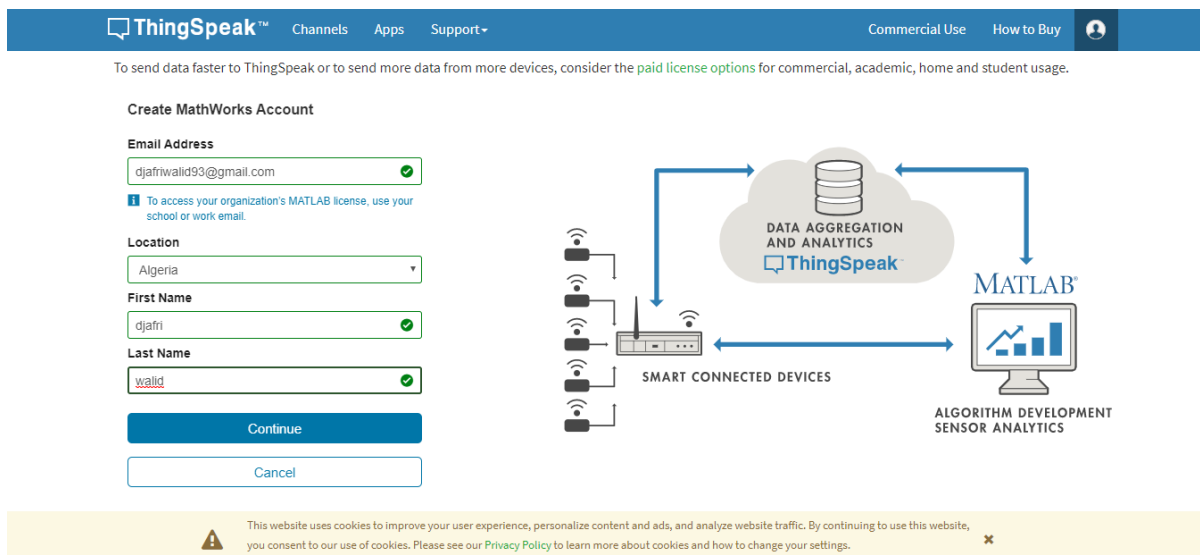 ThingSpeak™ Channels Apps Support Commercial Use How to Buy
To send data faster to ThingSpeak or to send more data from more devices, consider the paid license options for commercial, academic, home and student usage.
Create MathWorks Account
Email Address
djafriwalid93@gmail.com
To access your organization's MATLAB license, use your
school or work email.
Location
Algeria
First Name
djafri
Last Name
walid
Continue
Cancel
DATA AGGREGATION
AND ANALYTICS
ThingSpeak™
MATLAB®
SMART CONNECTED DEVICES
ALGORITHM DEVELOPMENT
SENSOR ANALYTICS
This website uses cookies to improve your user experience, personalize content and ads, and analyze website traffic. By continuing to use this website,
you consent to our use of cookies. Please see our Privacy Policy to learn more about cookies and how to change your settings.